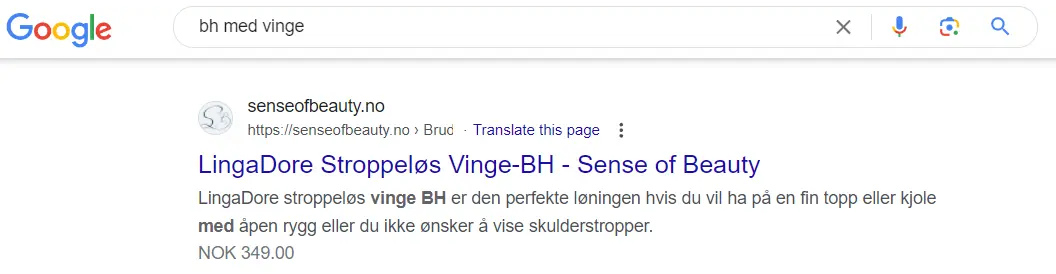 Google
bh med vinge
senseofbeauty.no
https://senseofbeauty.no › Brud · Translate this page
LingaDore Stroppeløs Vinge-BH - Sense of Beauty
LingaDore stroppeløs vinge BH er den perfekte løningen hvis du vil ha på en fin topp eller kjole
med åpen rygg eller du ikke ønsker å vise skulderstropper.
NOK 349.00